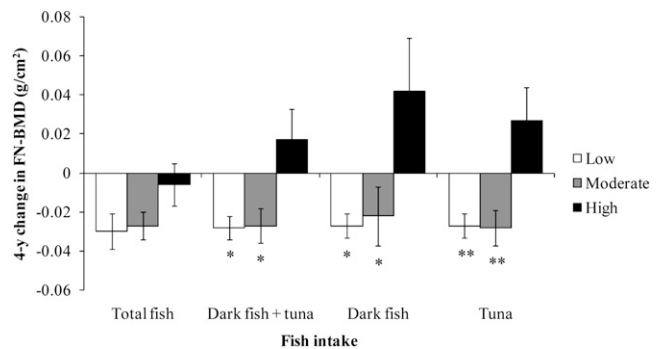 0.08
0.06
0.04
0.02
0
-0.02
-0.04
-0.06
4-y change in FN-BMD (g/cm²)
Low
Moderate
High
* * * * ** **
Total fish Dark fish + tuna Dark fish Tuna
Fish intake